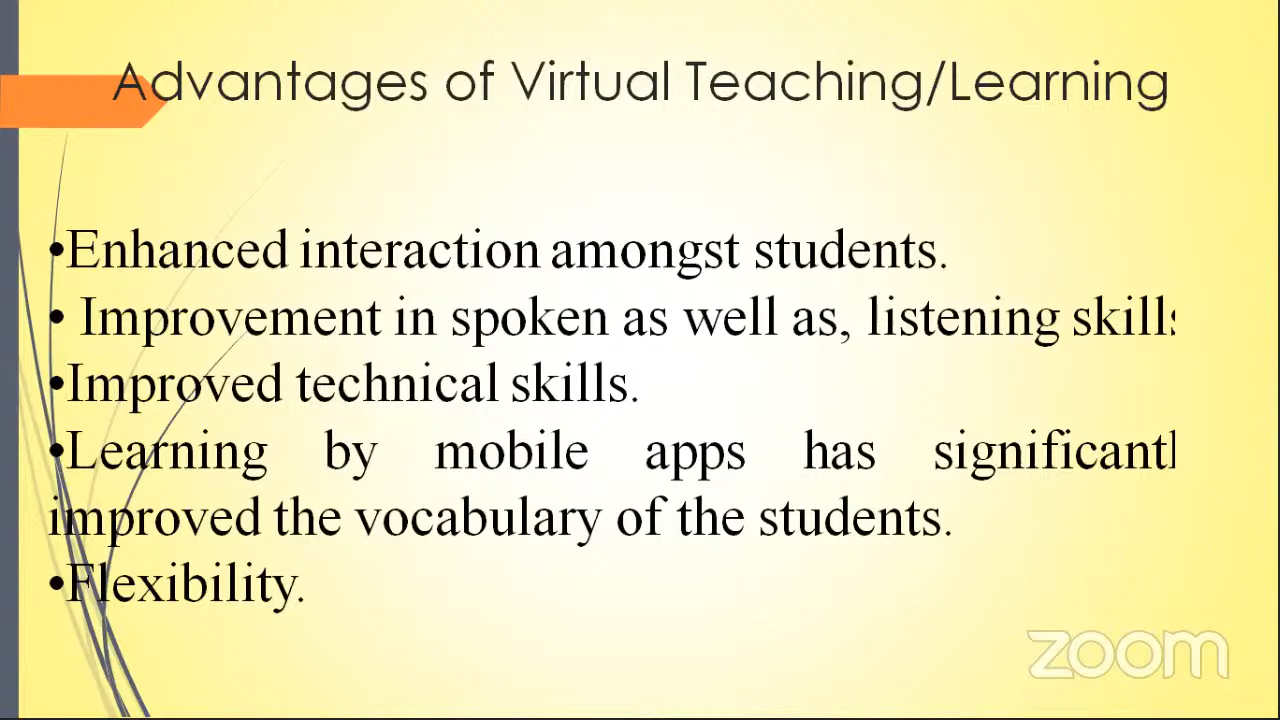 Advantages of Virtual Teaching/Learning
•Enhanced interaction amongst students.
• Improvement in spoken as well as, listening skills
•Improved technical skills.
•Learning by mobile apps has significantl
improved the vocabulary of the students.
•Flexibility.
zoom